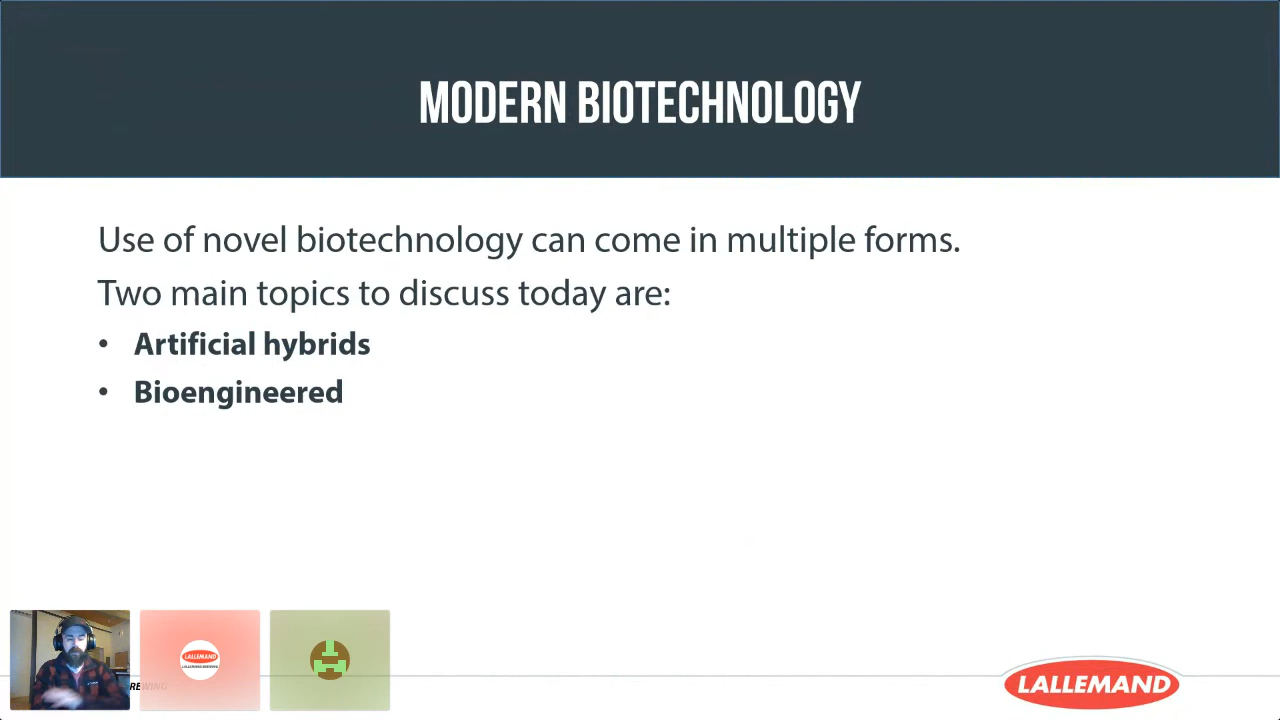 MODERN BIOTECHNOLOGY
Use of novel biotechnology can come in multiple forms.
Two main topics to discuss today are:
• Artificial hybrids
• Bioengineered
LALLEMAND
LALLEMAND